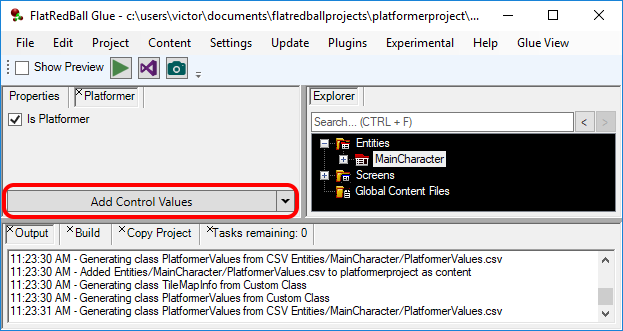 FlatRedBall Glue - c:\users\victor\documents\flatredballprojects\platformerproject\...
File Edit Project Content Settings Update Plugins Experimental Help Glue View
Show Preview
Properties Platformer
Is Platformer
Add Control Values
Explorer
Search... (CTRL + F) < >
Entities
MainCharacter
Screens
Global Content Files
Output Build Copy Project Tasks remaining: 0
11:23:30 AM - Generating class PlatformerValues from CSV Entities/MainCharacter/PlatformerValues.csv
11:23:30 AM - Added Entities/MainCharacter/PlatformerValues.csv to platformerproject as content
11:23:30 AM - Generating class TileMapInfo from Custom Class
11:23:30 AM - Generating class PlatformerValues from Custom Class
11:23:31 AM - Generating class PlatformerValues from CSV Entities/MainCharacter/PlatformerValues.csv